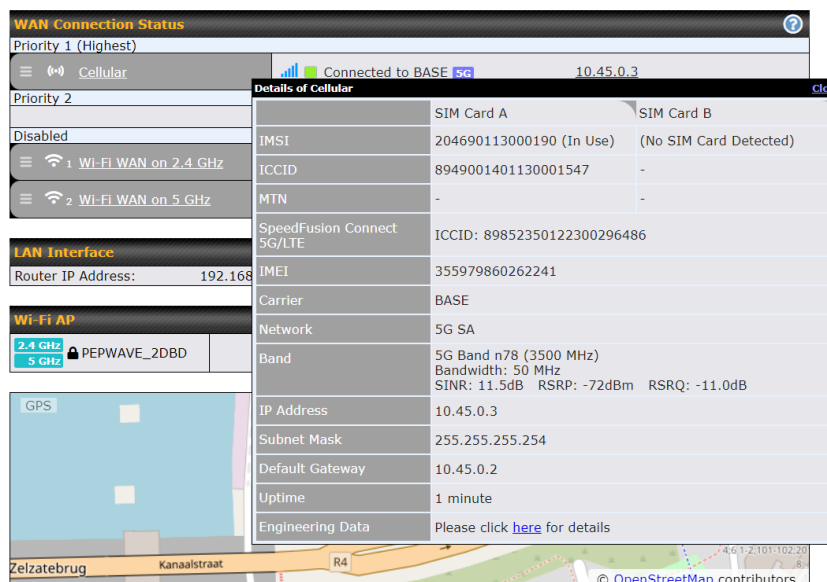 WAN Connection Status
Priority 1 (Highest)
Cellular
Connected to BASE 5G 10.45.0.3
Priority 2
Disabled
1 Wi-Fi WAN on 2.4 GHz
2 Wi-Fi WAN on 5 GHz
LAN Interface
Router IP Address: 192.168
Wi-Fi AP
2.4 GHz
5 GHz
PEPWAVE_2DBD
GPS
Details of Cellular Clo
SIM Card A SIM Card B
IMSI 204690113000190 (In Use) (No SIM Card Detected)
ICCID 8949001401130001547 -
MTN - -
SpeedFusion Connect
5G/LTE
ICCID: 89852350122300296486
IMEI 355979860262241
Carrier BASE
Network 5G SA
Band 5G Band n78 (3500 MHz)
Bandwidth: 50 MHz
SINR: 11.5dB RSRP: -72dBm RSRQ: -11.0dB
IP Address 10.45.0.3
Subnet Mask 255.255.255.254
Default Gateway 10.45.0.2
Uptime 1 minute
Engineering Data Please click here for details
Zelzatebrug
Kanaalstraat
R4
© OpenStreetMap contributors